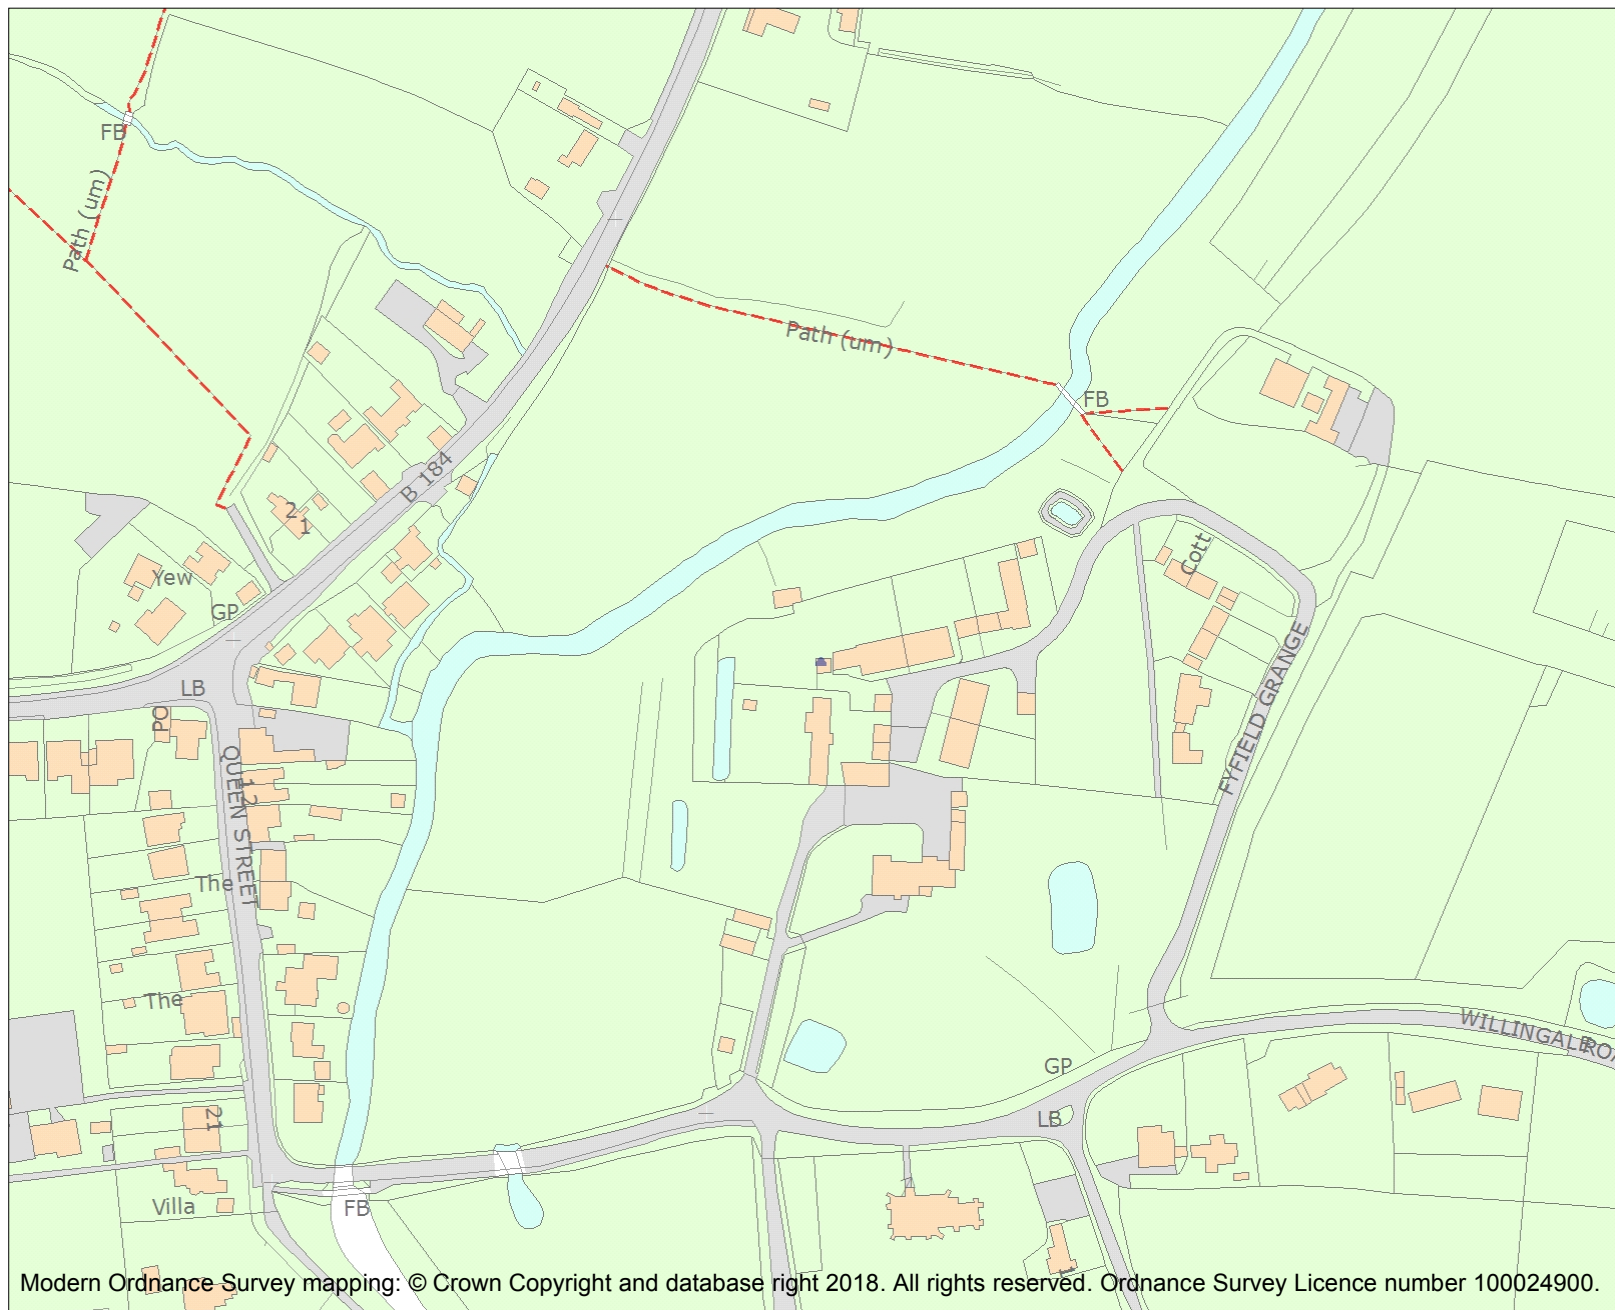 FB
Path (um)
Path (um)
FB
B 184
2
1
Cott
Yew
GP
FYFIELD GRANGE
LB
PO
QUEEN STREET
12
The
The
WILLINGALE ROA
GP
LB
21
Villa
FB
Modern Ordnance Survey mapping: © Crown Copyright and database right 2018. All rights reserved. Ordnance Survey Licence number 100024900.